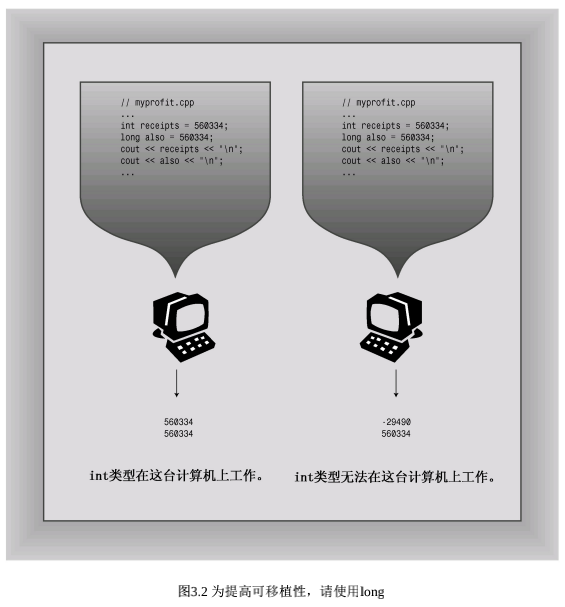 // myprofit.cpp
...
int receipts = 560334;
long also = 560334;
cout << receipts << "\n";
cout << also << "\n";
...
// myprofit.cpp
...
int receipts = 560334;
long also = 560334;
cout << receipts << "\n";
cout << also << "\n";
...
560334
560334
-29490
560334
int类型在这台计算机上工作。
int类型无法在这台计算机上工作。
图3.2 为提高可移植性，请使用long